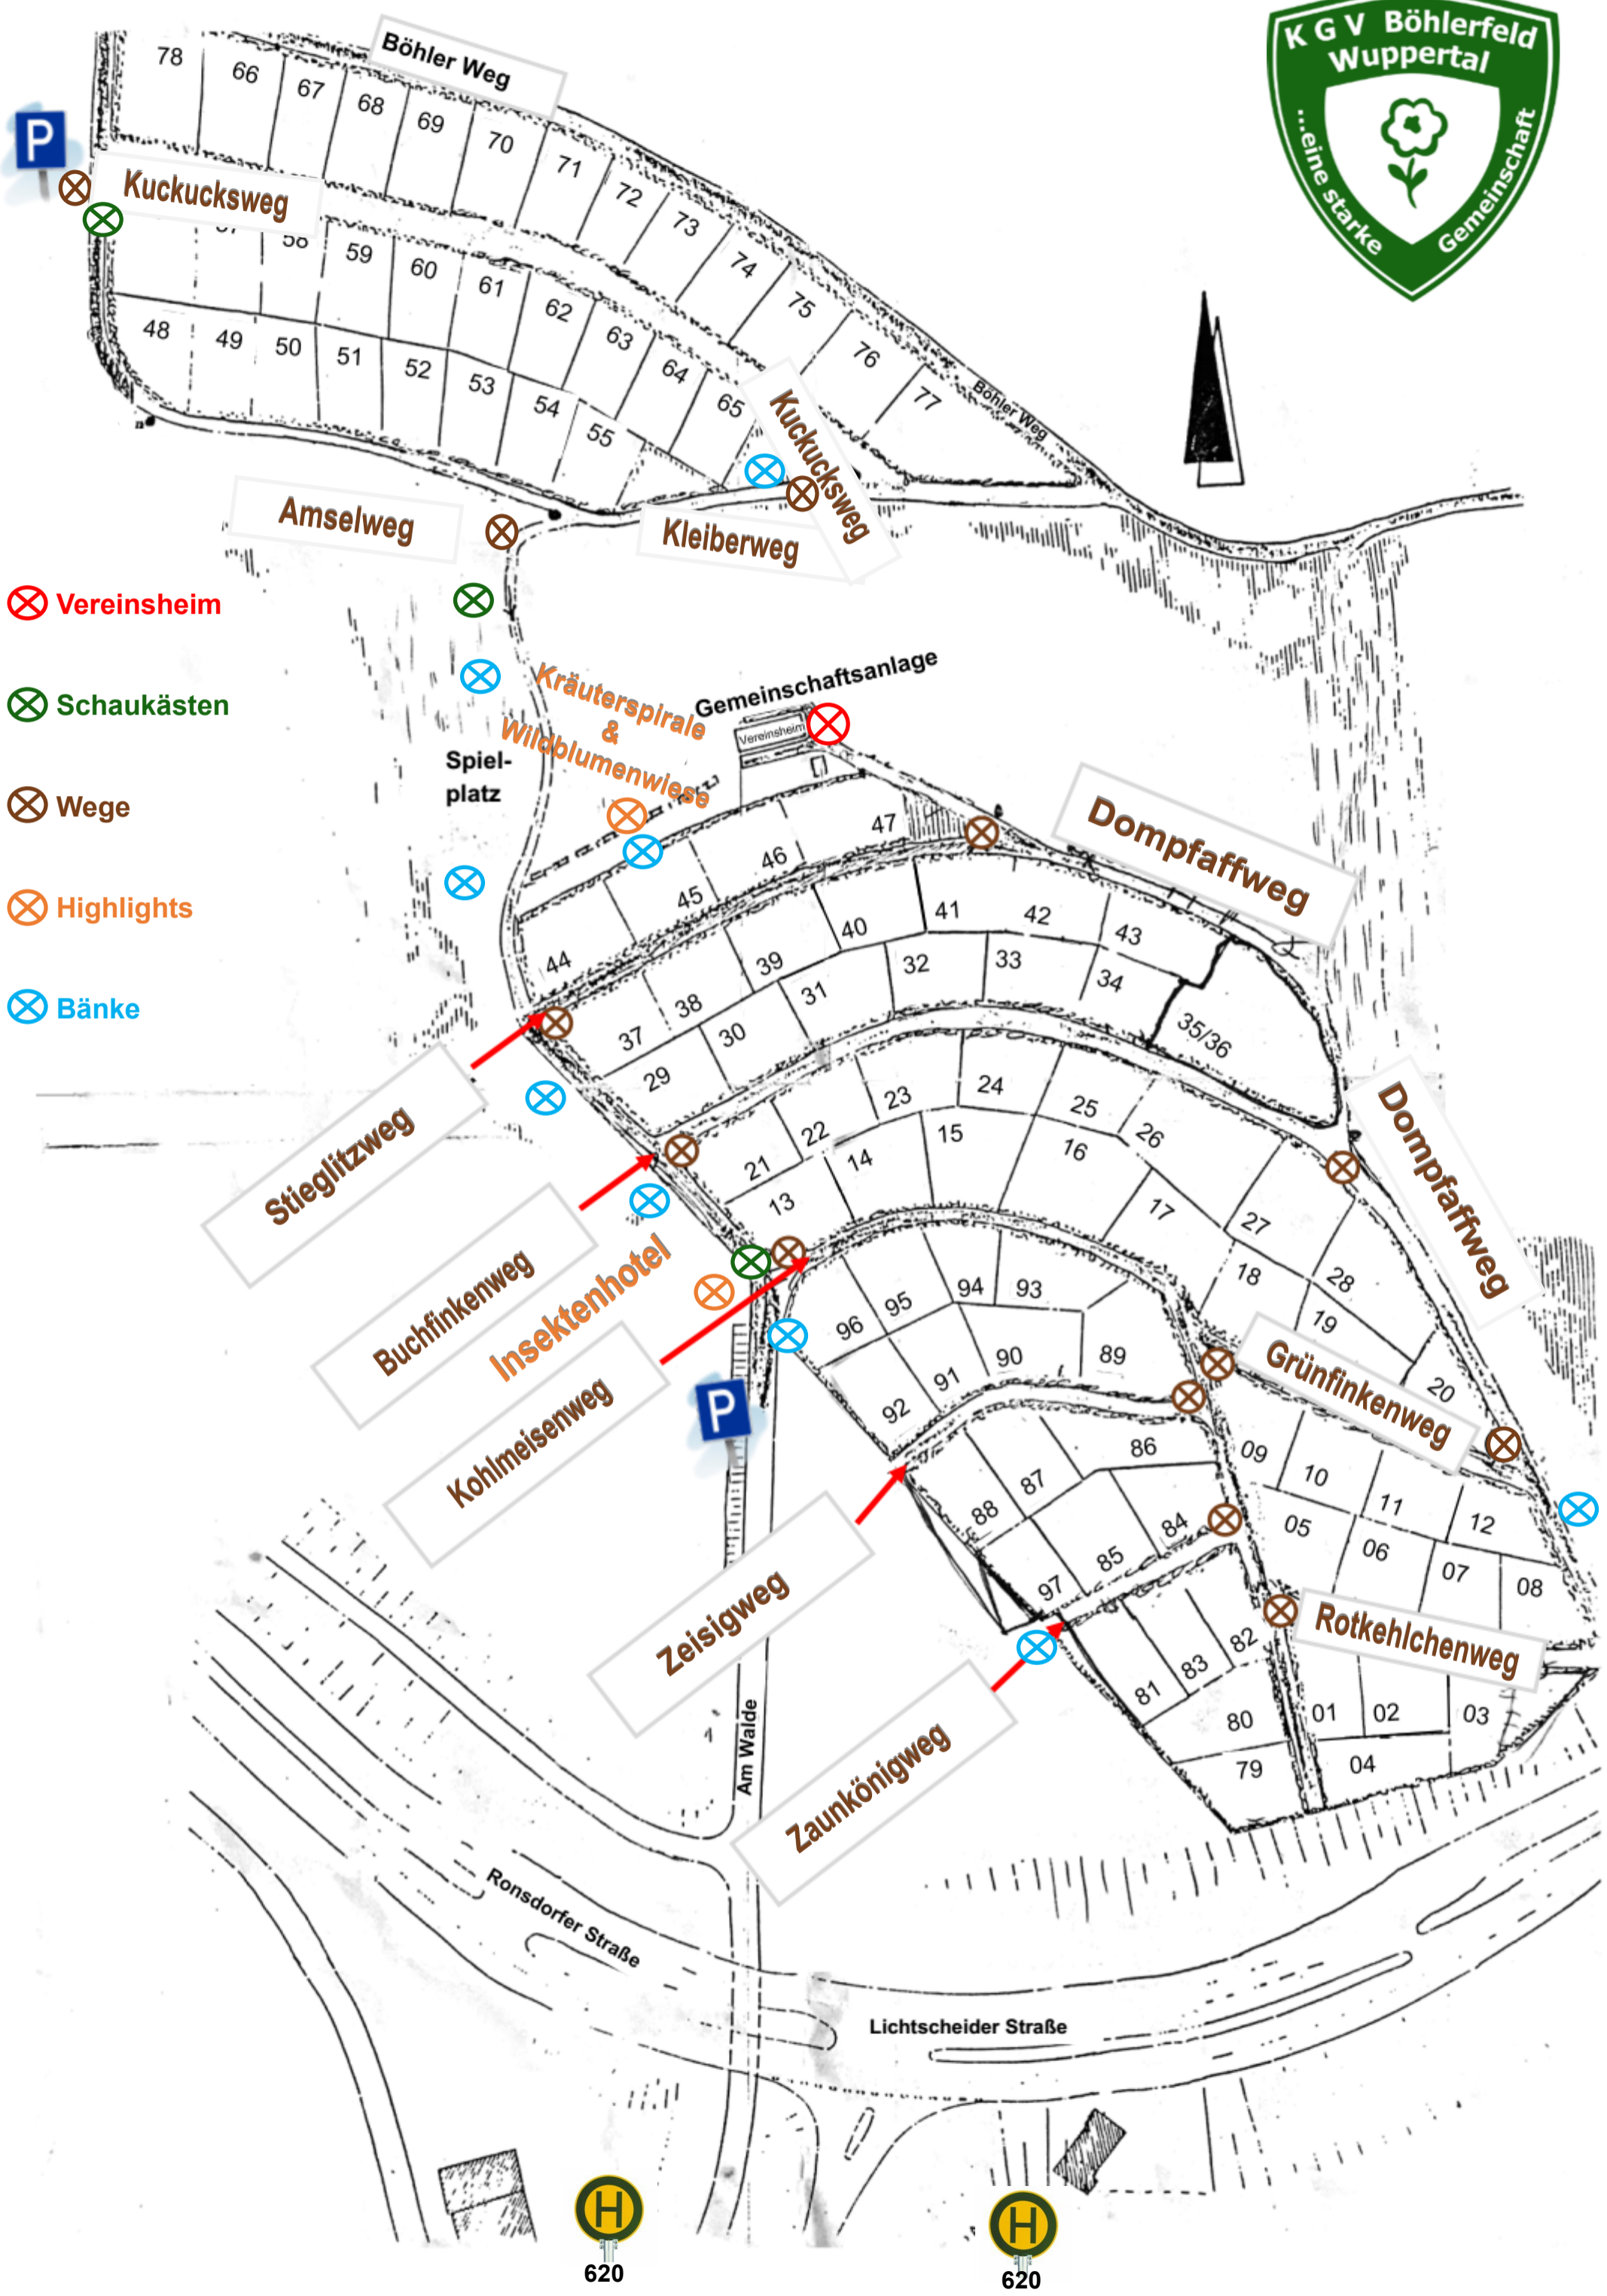 K G V Böhlerfeld
Wuppertal
...eine starke
Gemeinschaft
Böhler Weg
78
66
67
68
69
70
71
72
73
74
75
76
77
Böhler Weg
P
Kuckucksweg
58
59
60
61
62
63
64
65
48
49
50
51
52
53
54
55
Kuckucksweg
Amselweg
Kleiberweg
Vereinsheim
Schaukästen
Wege
Highlights
Bänke
Kräuterspirale
&
Wildblumenwiese
Gemeinschaftsanlage
Vereinsheim
Spiel-
platz
Dompfaffweg
47
46
45
44
43
42
41
40
39
38
37
35/36
34
33
32
31
30
29
Stieglitzweg
Dompfaffweg
21
22
23
24
25
26
27
28
Buchfinkenweg
13
14
15
16
17
18
19
20
Insektenhotel
Kohlmeisenweg
P
96
95
94
93
92
91
90
89
Grünfinkenweg
Zeisigweg
88
87
86
09
10
11
12
97
85
84
05
06
07
08
Rotkehlchenweg
Zaunkönigweg
81
83
82
80
79
01
02
03
04
Am Walde
Ronsdorfer Straße
Lichtscheider Straße
H
620
H
620